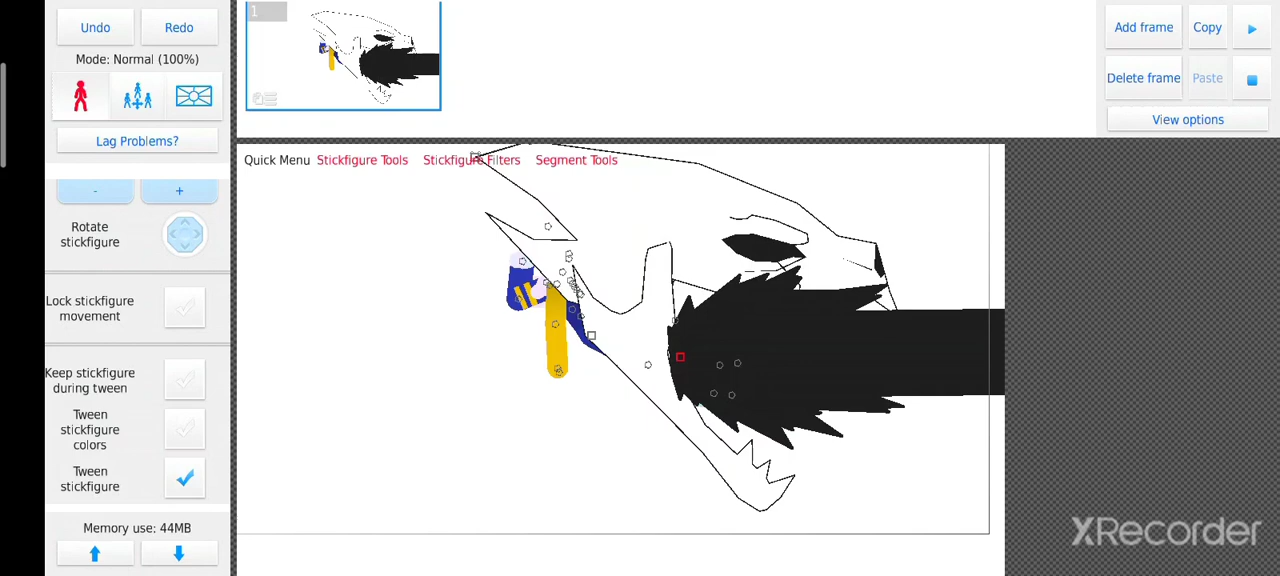 Undo
Redo
Mode: Normal (100%)
Lag Problems?
-
+
Rotate
stickfigure
Lock stickfigure
movement
Keep stickfigure
during tween
Tween
stickfigure
colors
Tween
stickfigure
Memory use: 44MB
1
Add frame
Copy
Delete frame
Paste
View options
Quick Menu Stickfigure Tools Stickfigure Filters Segment Tools
XRecorder